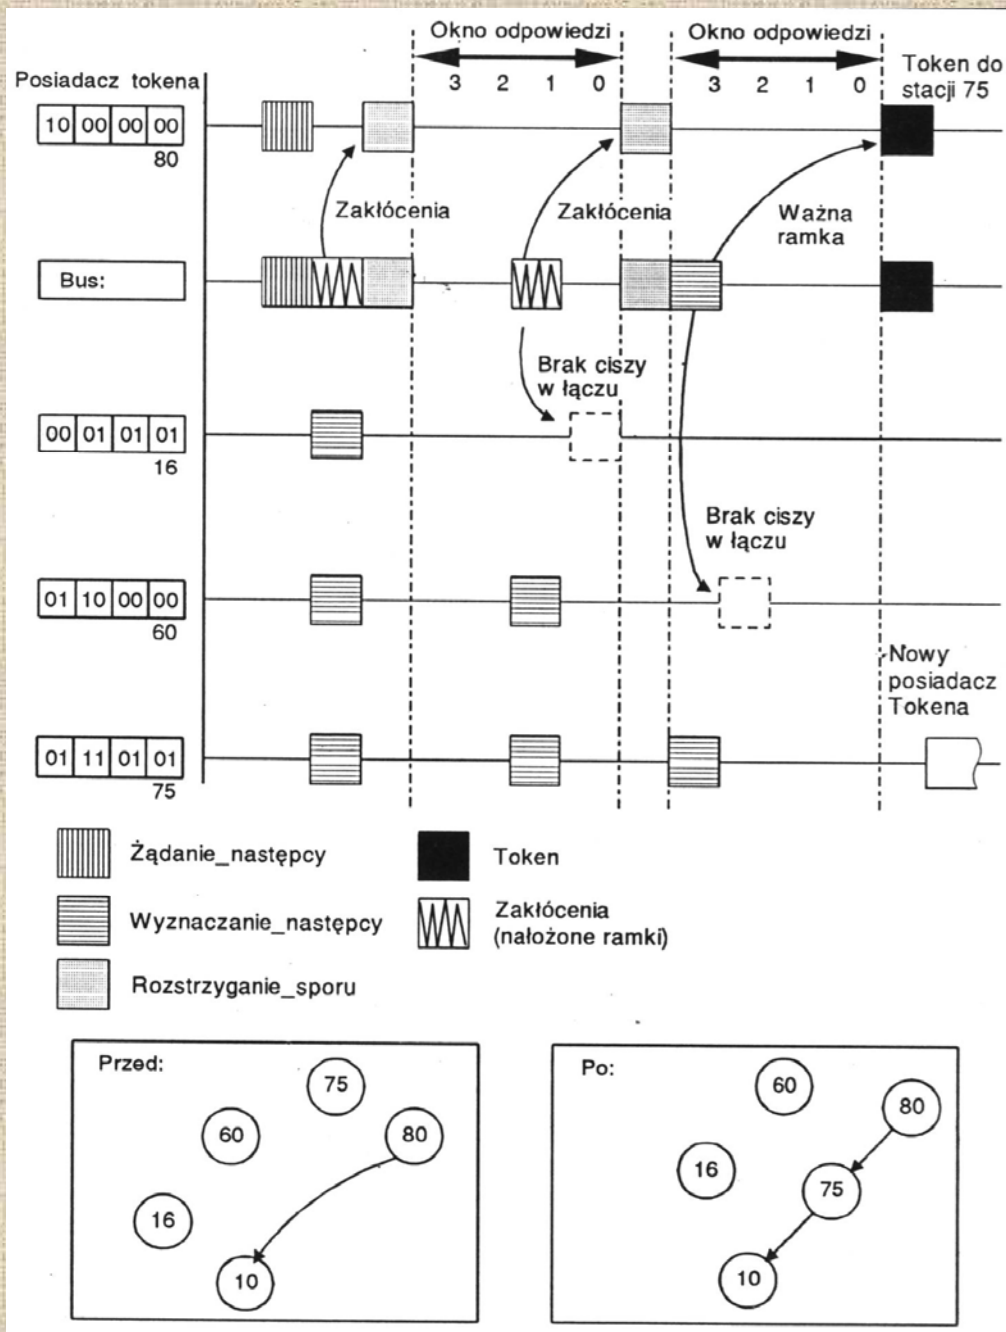 Okno odpowiedzi
Okno odpowiedzi
Posiadacz tokena
3 2 1 0
3 2 1 0
Token do
stacji 75
10 00 00 00
80
Zakłócenia
Zakłócenia
Ważna
ramka
Bus:
Brak ciszy
w łączu
00 01 01 01
16
Brak ciszy
w łączu
01 10 00 00
60
Nowy
posiadacz
Tokena
01 11 01 01
75
Żądanie_następcy
Token
Wyznaczanie_następcy
Zakłócenia
(nałożone ramki)
Rozstrzyganie_sporu
Przed:
75
60
80
16
10
Po:
60
80
16
75
10